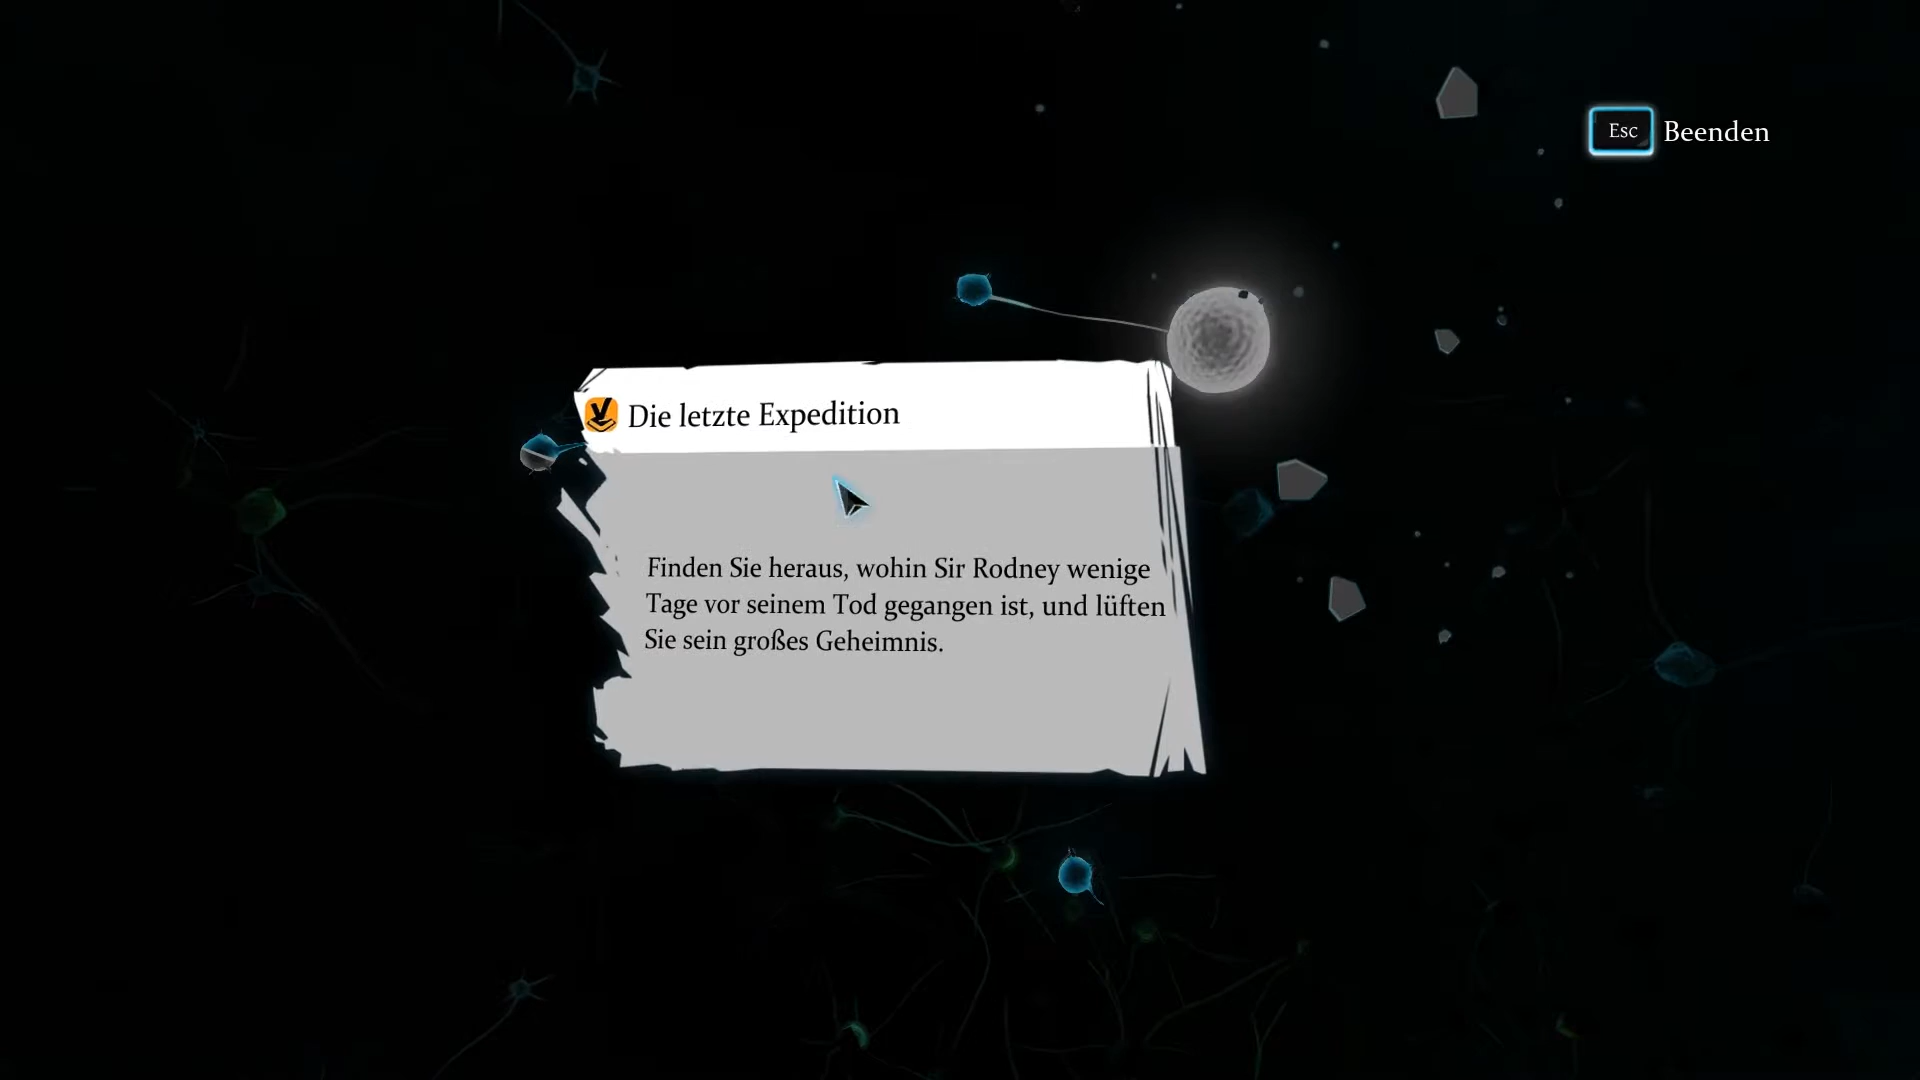 Esc Beenden
Die letzte Expedition
Finden Sie heraus, wohin Sir Rodney wenige
Tage vor seinem Tod gegangen ist, und lüften
Sie sein großes Geheimnis.